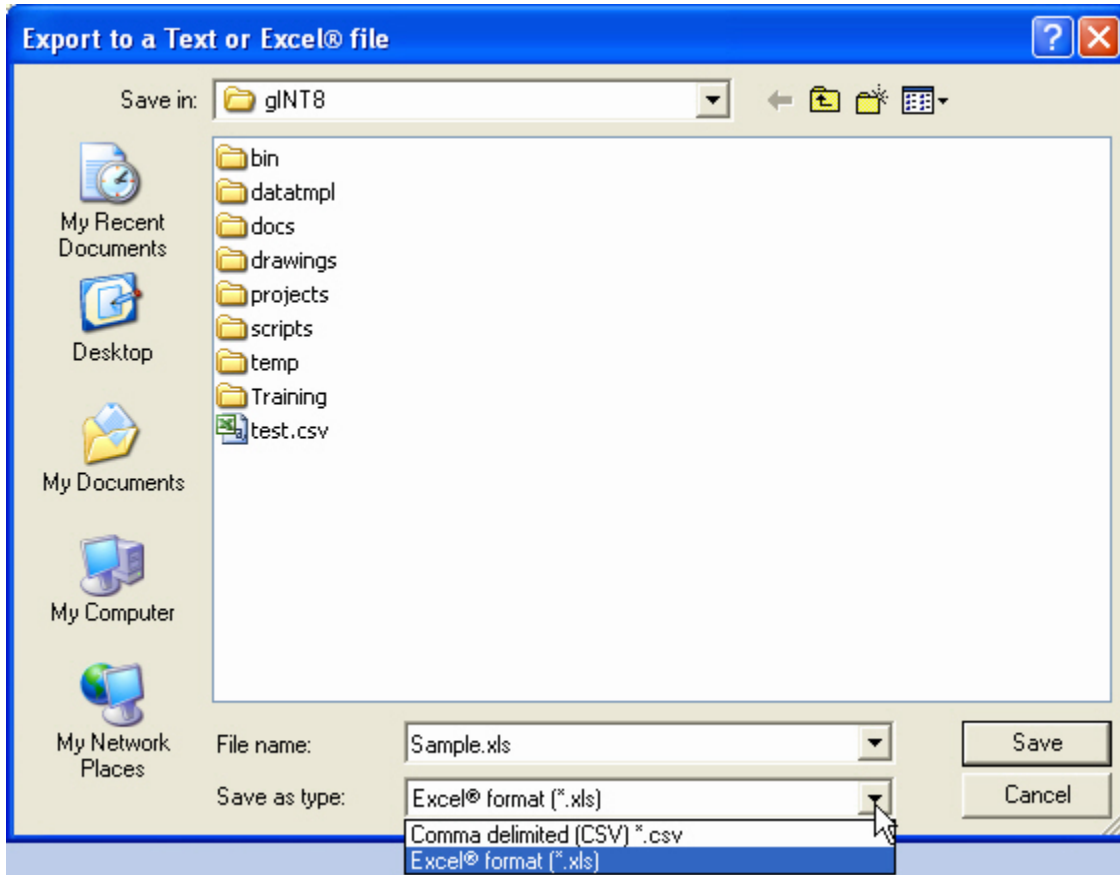 Export to a Text or Excel® file
Save in:
gINT8
My Recent
Documents
Desktop
My Documents
My Computer
My Network
Places
bin
datatmpl
docs
drawings
projects
scripts
temp
Training
test.csv
File name:
Sample.xls
Save
Save as type:
Excel® format (*.xls)
Cancel
Comma delimited (CSV) *.csv
Excel® format (*.xls)